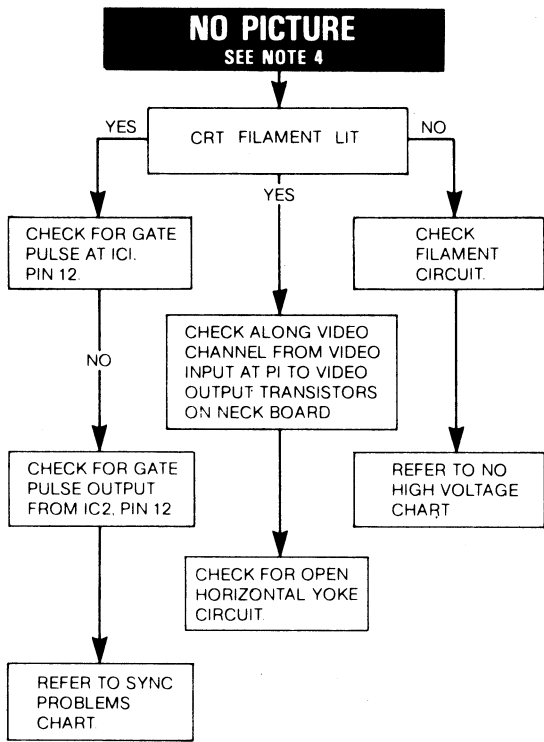 NO PICTURE
SEE NOTE 4
CRT FILAMENT LIT
YES
NO
YES
CHECK FOR GATE
PULSE AT ICI.
PIN 12.
CHECK
FILAMENT
CIRCUIT.
CHECK ALONG VIDEO
CHANNEL FROM VIDEO
INPUT AT PI TO VIDEO
OUTPUT TRANSISTORS
ON NECK BOARD
NO
CHECK FOR GATE
PULSE OUTPUT
FROM IC2, PIN 12
REFER TO NO
HIGH VOLTAGE
CHART.
CHECK FOR OPEN
HORIZONTAL YOKE
CIRCUIT.
REFER TO SYNC
PROBLEMS
CHART.